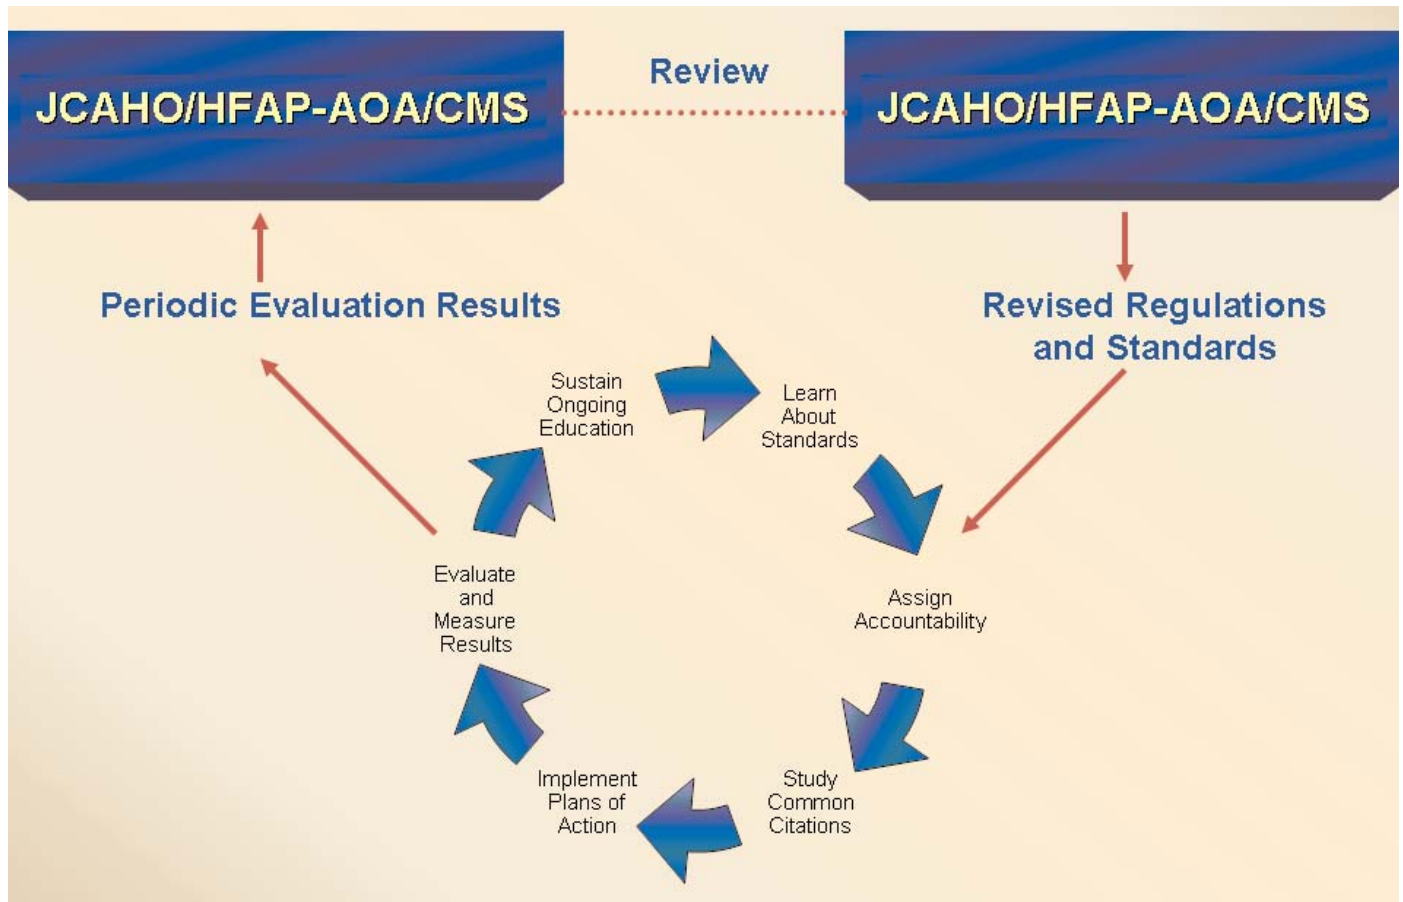 JCAHO/HFAP-AOA/CMS
Review
JCAHO/HFAP-AOA/CMS
Periodic Evaluation Results
Revised Regulations
and Standards
Sustain
Ongoing
Education
Learn
About
Standards
Evaluate
and
Measure
Results
Assign
Accountability
Implement
Plans of
Action
Study
Common
Citations